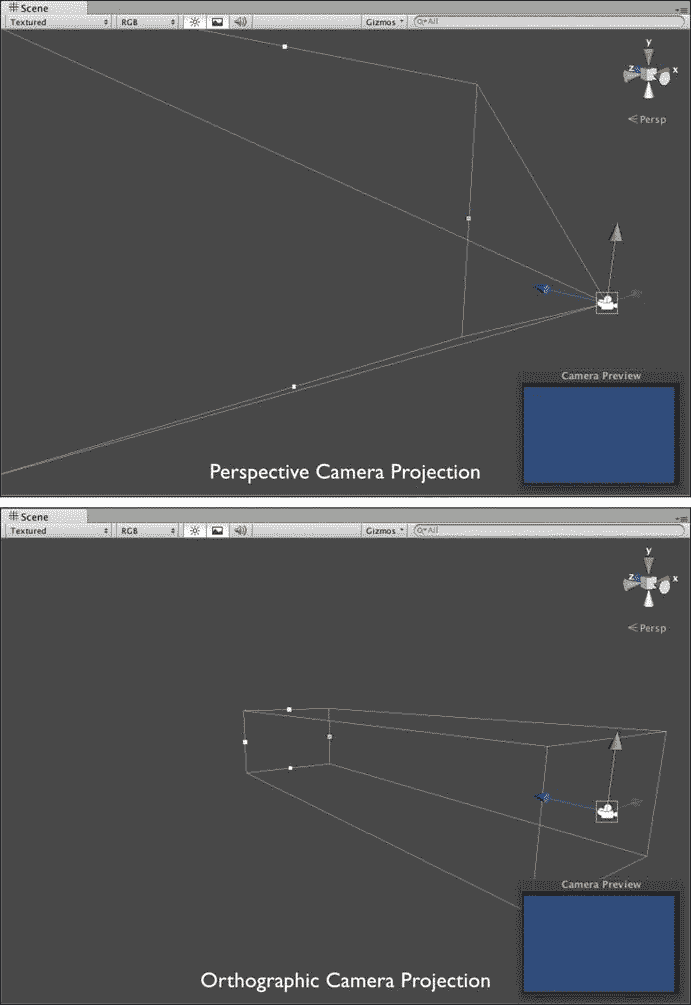 Scene
Textured RGB Gizmos All
y
z x
Persp
Camera Preview
Perspective Camera Projection
Scene
Textured RGB Gizmos All
y
z x
Persp
Camera Preview
Orthographic Camera Projection